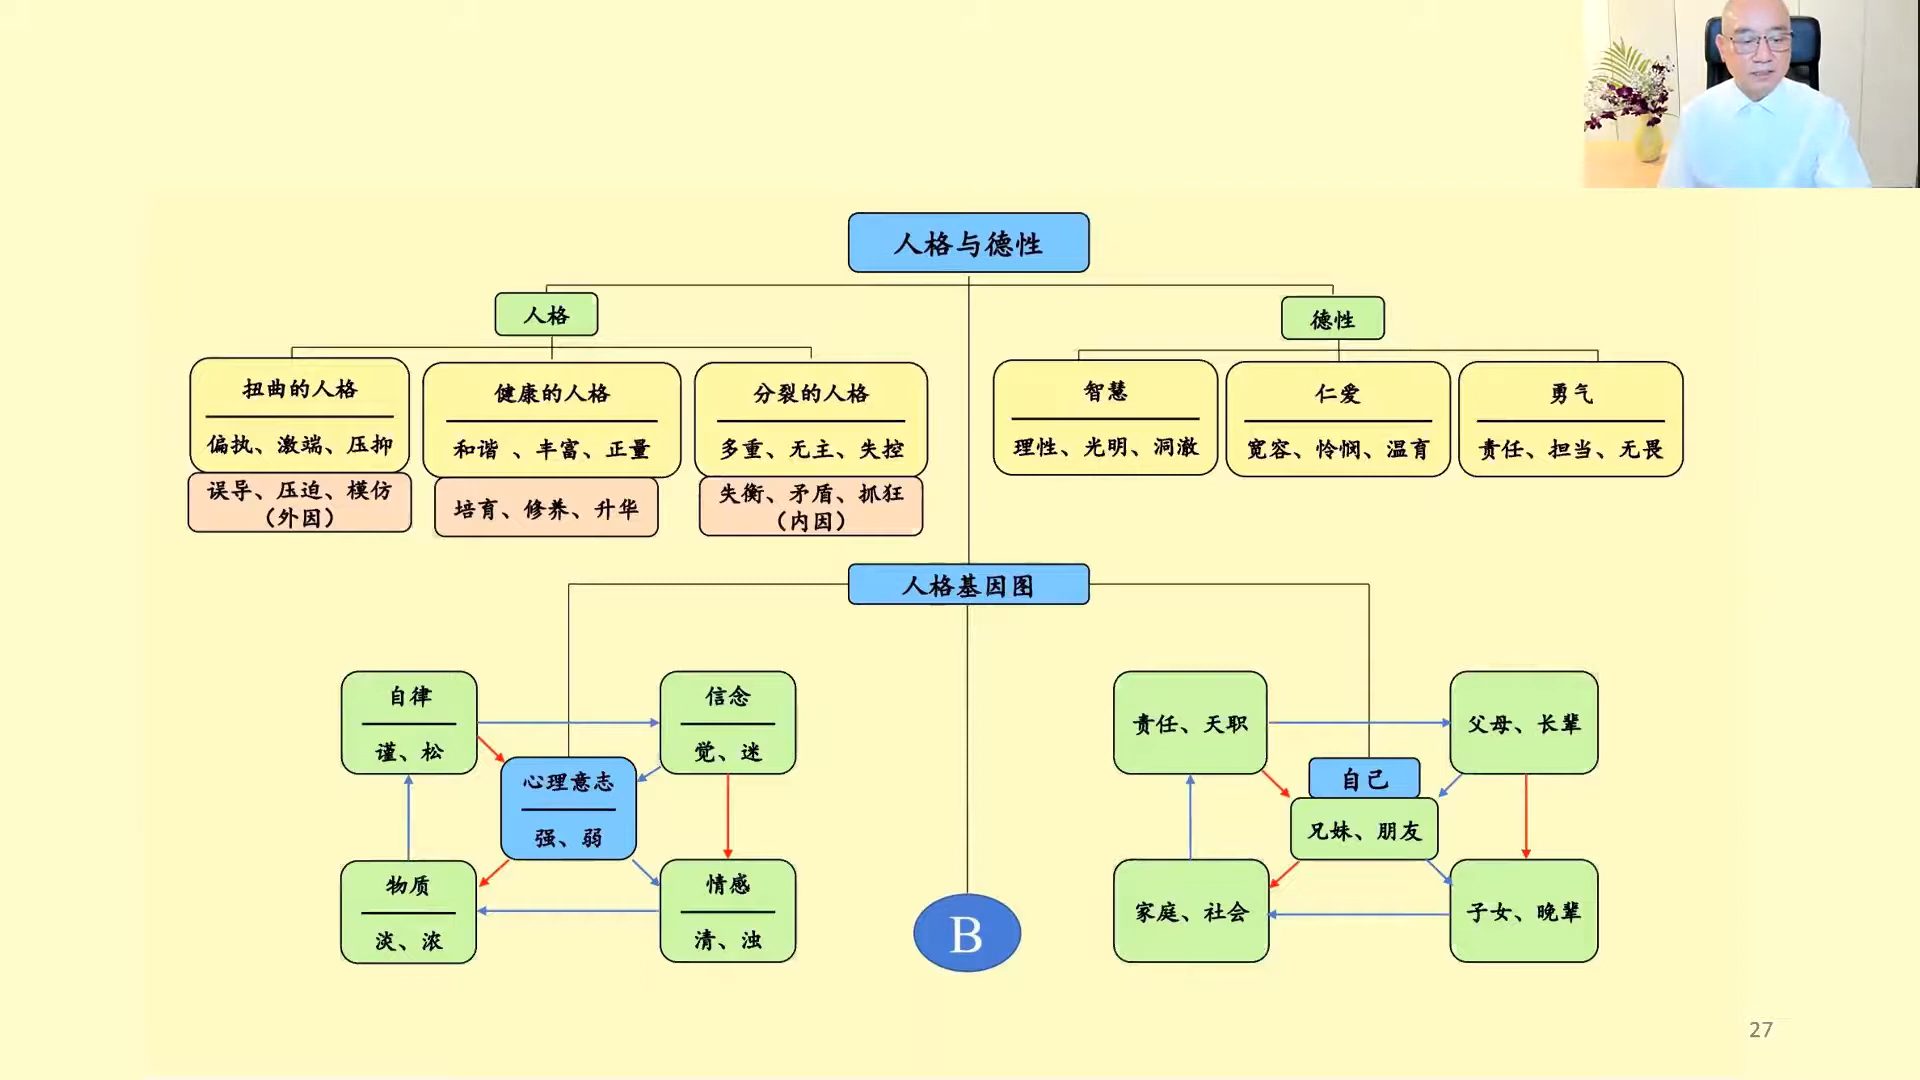 人格与德性
人格
德性
扭曲的人格
偏执、激端、压抑
误导、压迫、模仿
（外因）
健康的人格
和谐 、丰富、正量
培育、修养、升华
分裂的人格
多重、无主、失控
失衡、矛盾、抓狂
（内因）
智慧
理性、光明、洞澈
仁爱
宽容、怜悯、温育
勇气
责任、担当、无畏
人格基因图
自律
谨、松
信念
觉、迷
心理意志
强、弱
物质
淡、浓
情感
清、浊
B
责任、天职
父母、长辈
自己
兄妹、朋友
家庭、社会
子女、晚辈
27